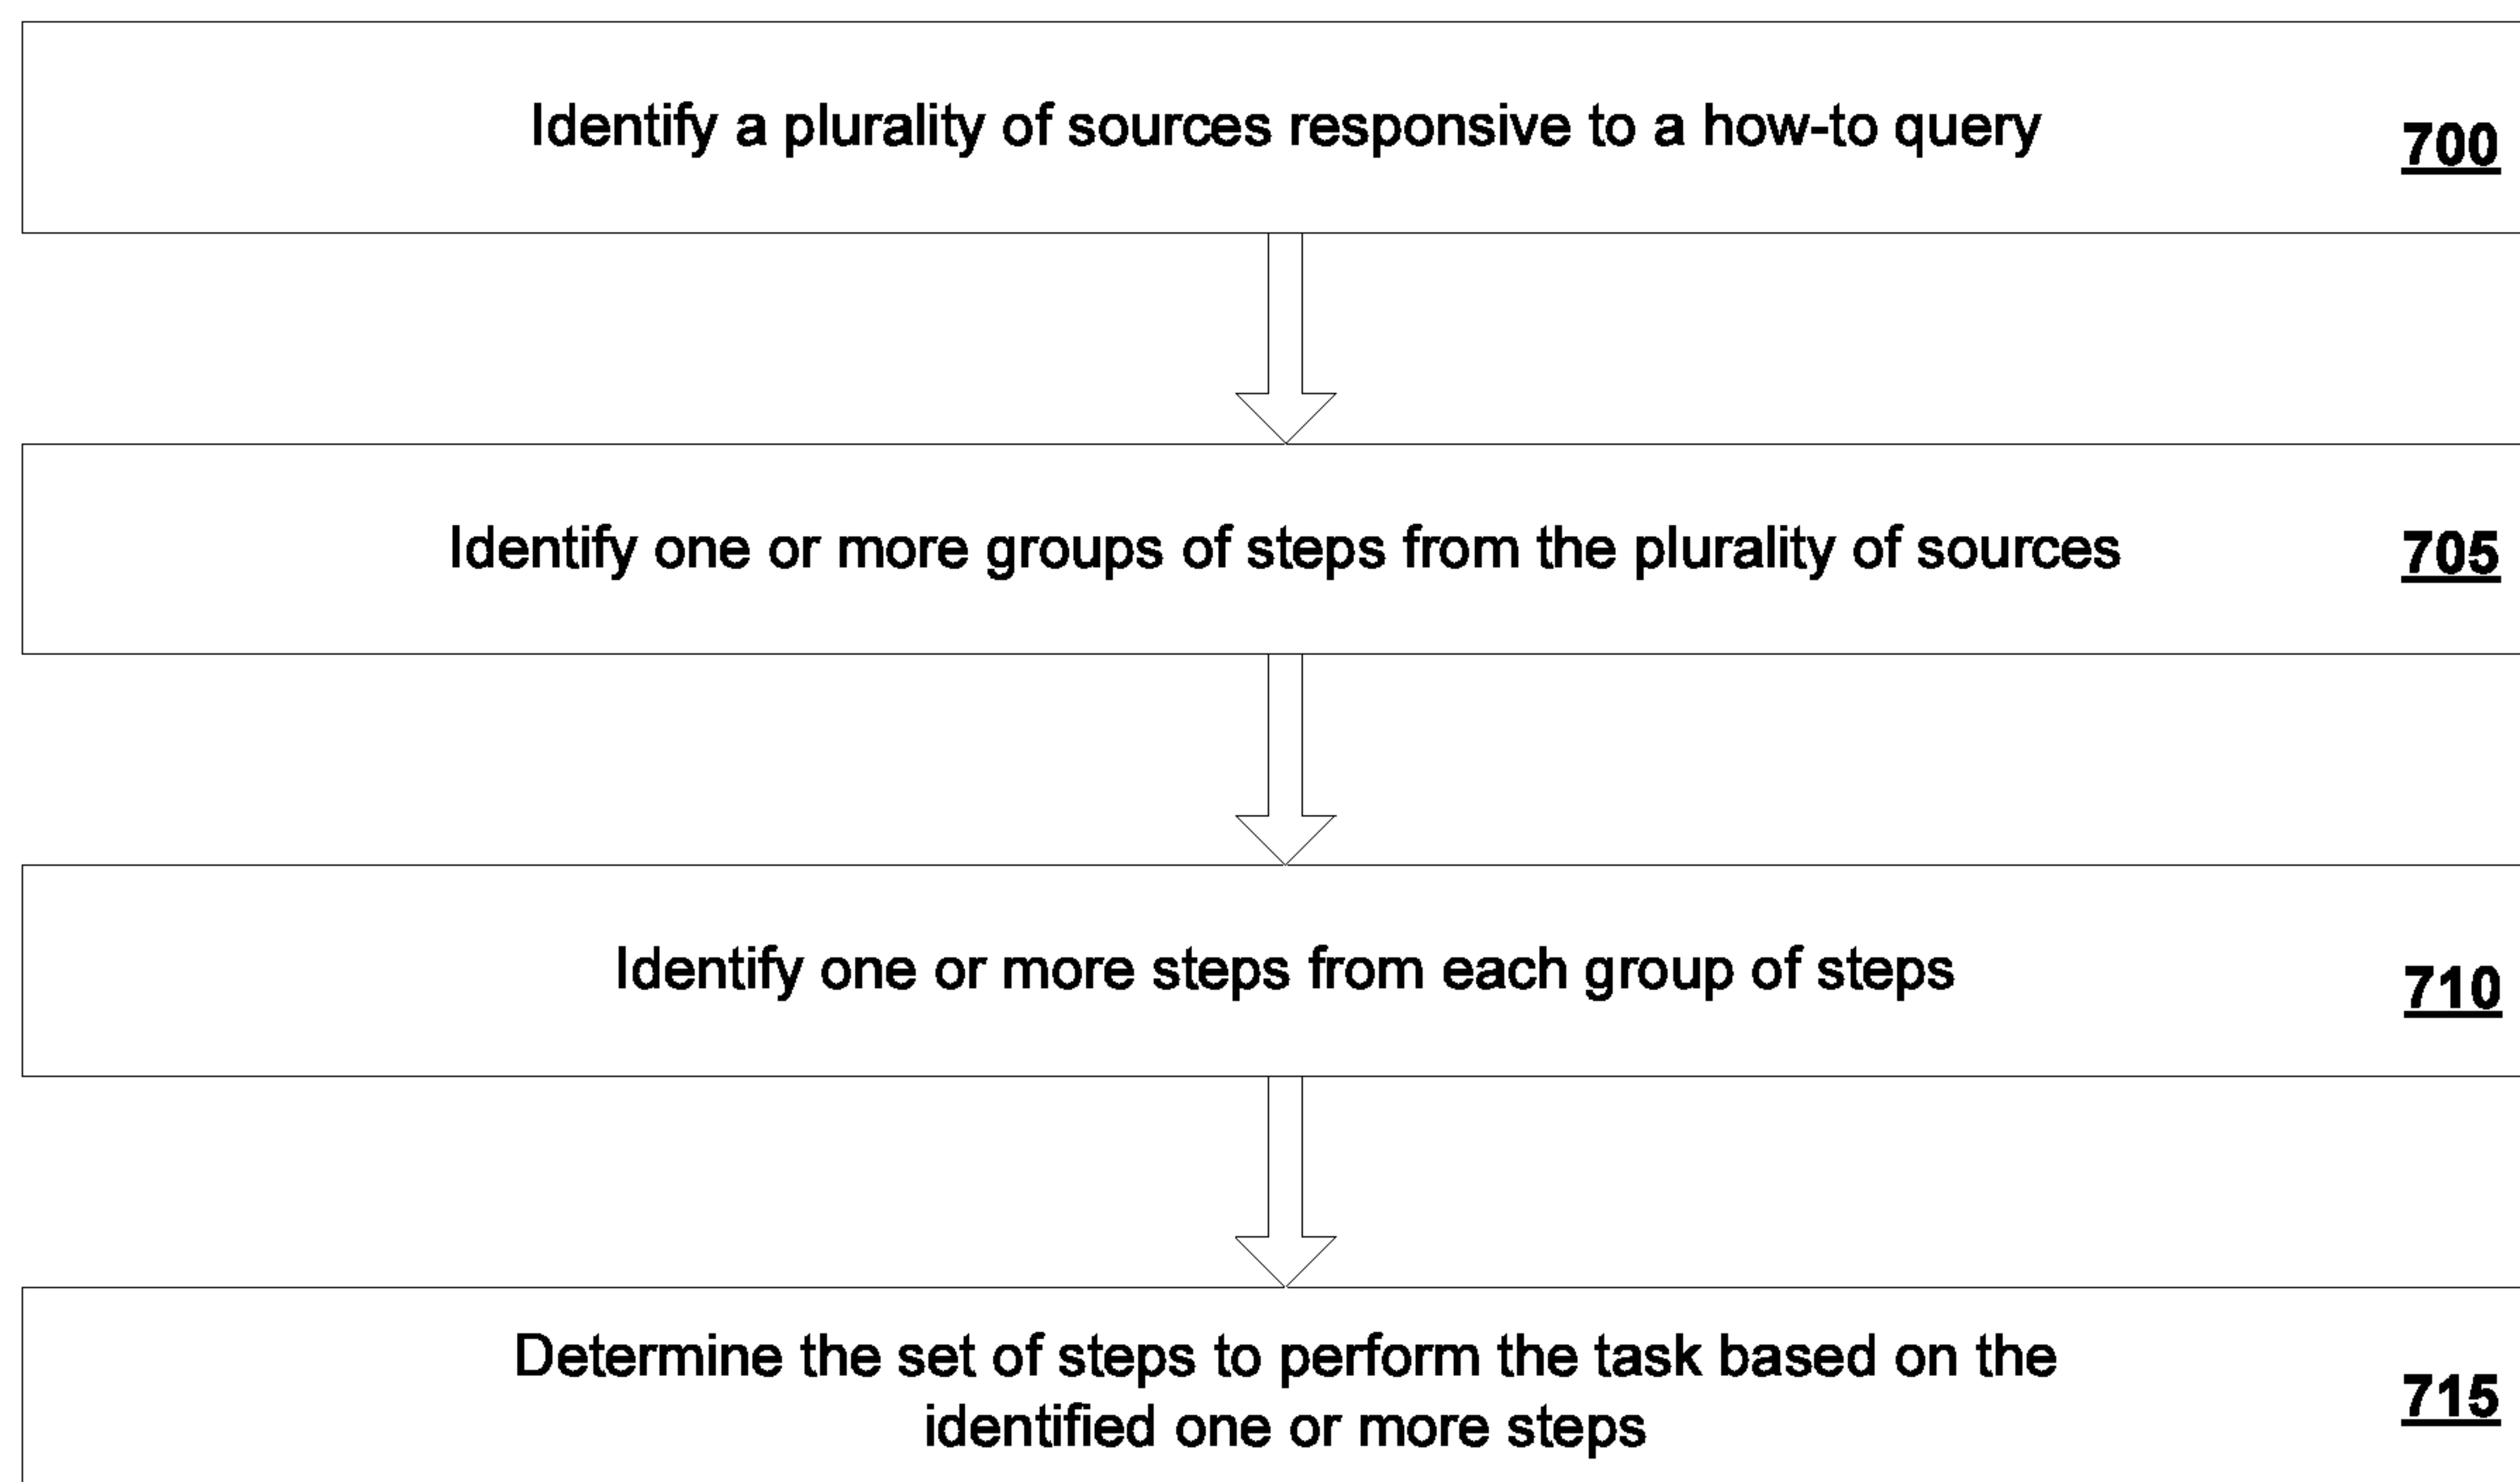 Identify a plurality of sources responsive to a how-to query
700
Identify one or more groups of steps from the plurality of sources
705
Identify one or more steps from each group of steps
710
Determine the set of steps to perform the task based on the
identified one or more steps
715